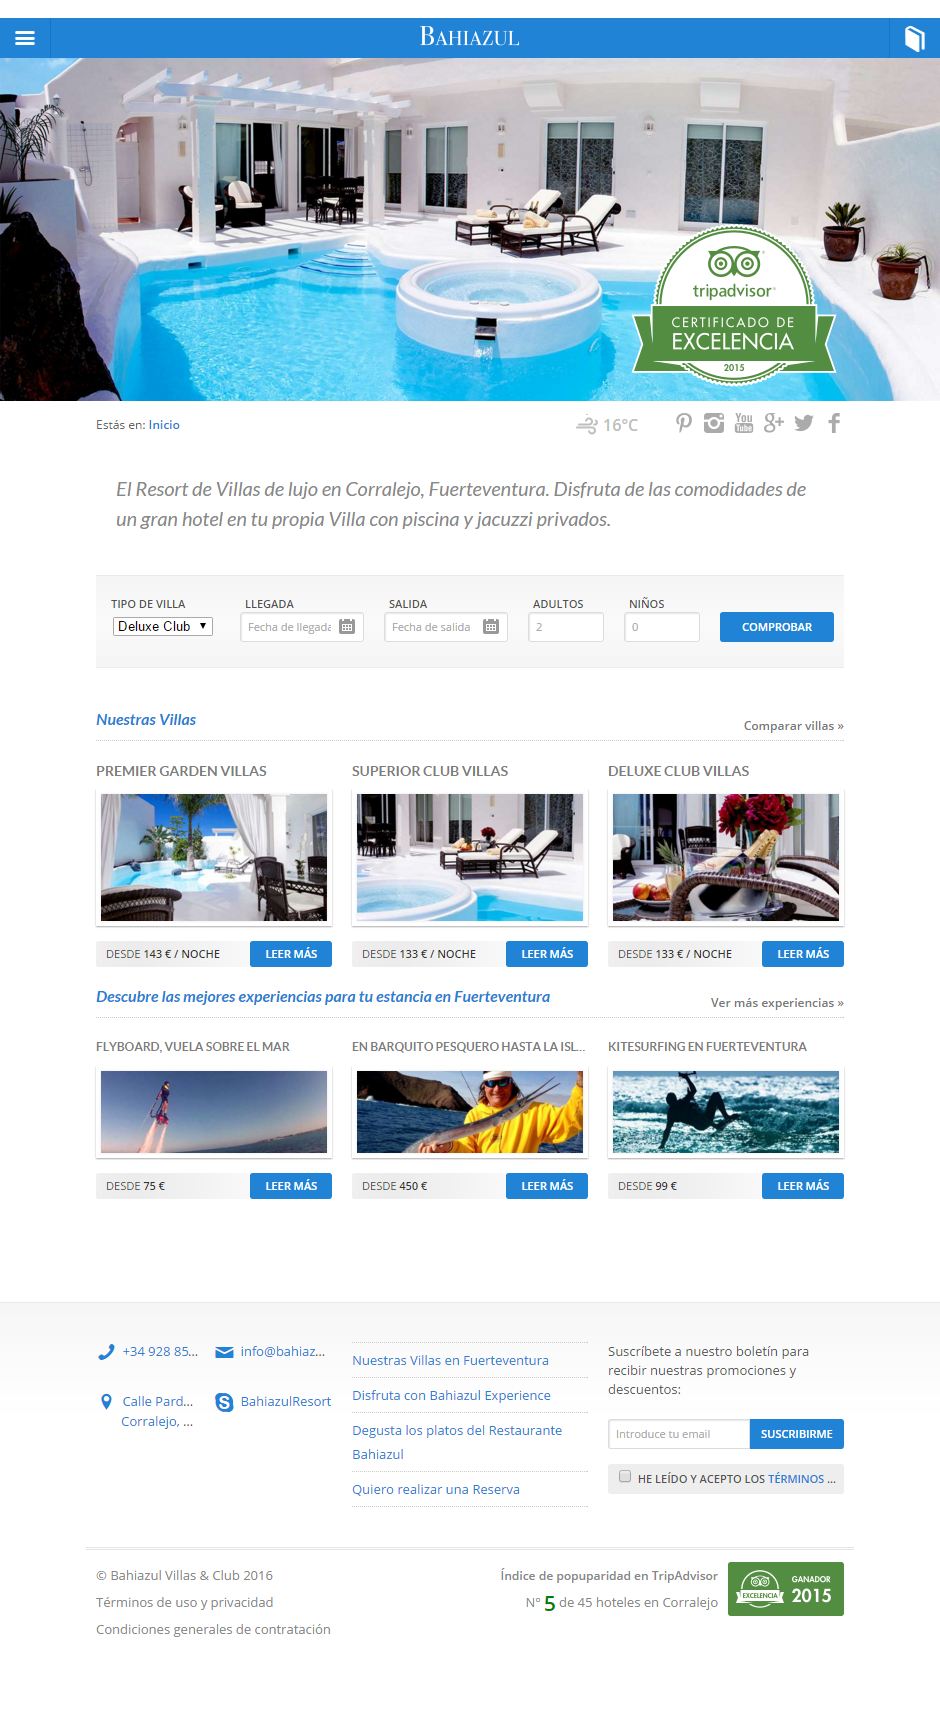 BAHIAZUL
tripadvisor®
CERTIFICADO DE
EXCELENCIA
2015
Estás en: Inicio
16°C
You
Tube
El Resort de Villas de lujo en Corralejo, Fuerteventura. Disfruta de las comodidades de
un gran hotel en tu propia Villa con piscina y jacuzzi privados.
TIPO DE VILLA LLEGADA SALIDA ADULTOS NIÑOS
Deluxe Club Fecha de llegada Fecha de salida 2 0 COMPROBAR
Nuestras Villas
Comparar villas »
PREMIER GARDEN VILLAS SUPERIOR CLUB VILLAS DELUXE CLUB VILLAS
DESDE 143 € / NOCHE LEER MÁS DESDE 133 € / NOCHE LEER MÁS DESDE 133 € / NOCHE LEER MÁS
Descubre las mejores experiencias para tu estancia en Fuerteventura
Ver más experiencias »
FLYBOARD, VUELA SOBRE EL MAR EN BARQUITO PESQUERO HASTA LA ISL... KITESURFING EN FUERTEVENTURA
DESDE 75 € LEER MÁS DESDE 450 € LEER MÁS DESDE 99 € LEER MÁS
+34 928 85... info@bahiaz...
Calle Pard... BahiazulResort
Corralejo, ...
Nuestras Villas en Fuerteventura
Disfruta con Bahiazul Experience
Degusta los platos del Restaurante
Bahiazul
Quiero realizar una Reserva
Suscríbete a nuestro boletín para
recibir nuestras promociones y
descuentos:
Introduce tu email SUSCRIBIRME
HE LEÍDO Y ACEPTO LOS TÉRMINOS ...
© Bahiazul Villas & Club 2016
Términos de uso y privacidad
Condiciones generales de contratación
Índice de popuparidad en TripAdvisor
Nº 5 de 45 hoteles en Corralejo
EXCELENCIA
GANADOR
2015